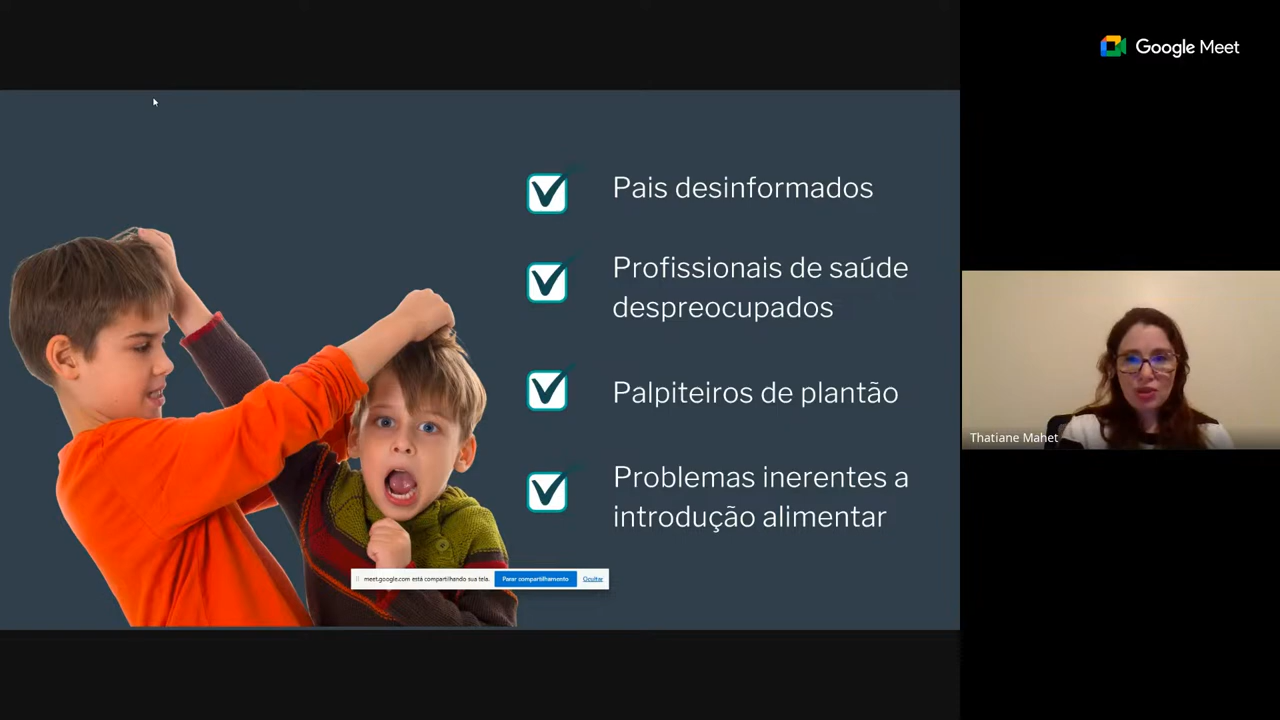 Google Meet
Pais desinformados
Profissionais de saúde
despreocupados
Palpiteiros de plantão
Problemas inerentes a
introdução alimentar
Thatiane Mahet
meet.google.com está compartilhando sua tela.
Parar compartilhamento
Ocultar